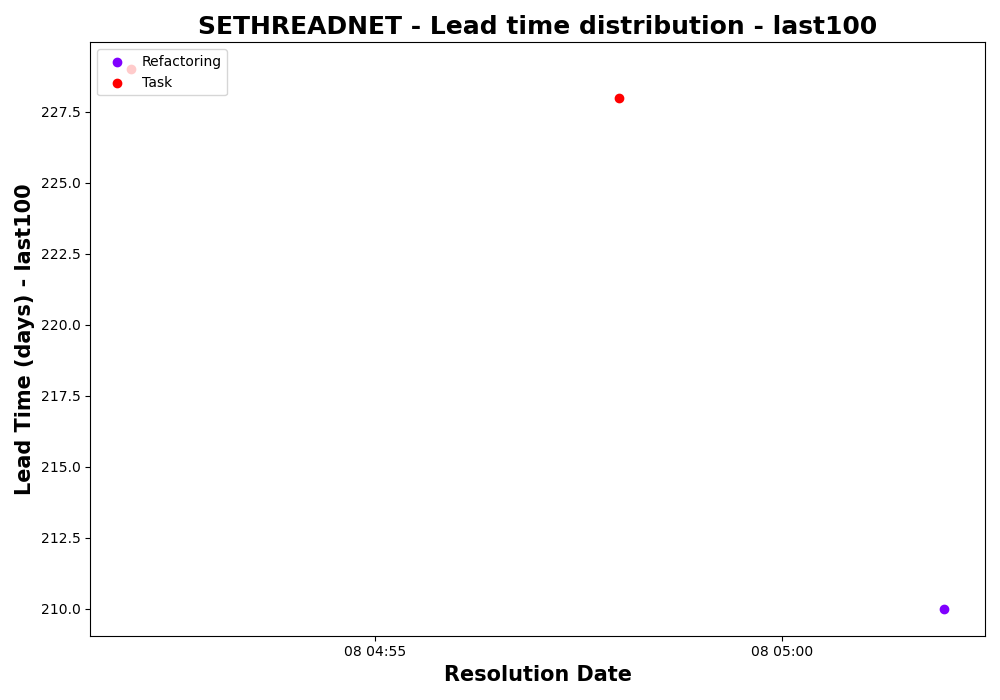 SETHREADNET - Lead time distribution - last100
Refactoring
Task
227.5
225.0
222.5
220.0
217.5
215.0
212.5
210.0
Lead Time (days) - last100
08 04:55
08 05:00
Resolution Date